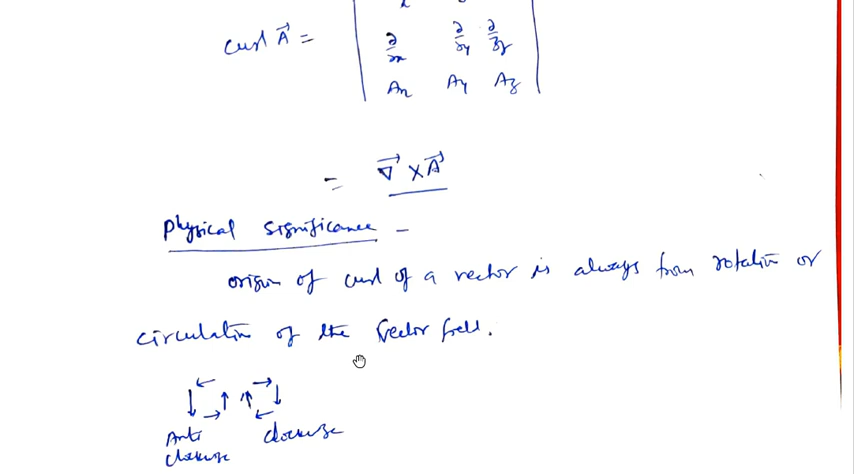 curl A⃗ =
∂/∂x ∂/∂y ∂/∂z
Ax Ay Az
= ∇⃗ × A⃗
Physical significance –
origin of curl of a vector is always from rotation or
circulation of the vector field.
Anti clockwise
clockwise